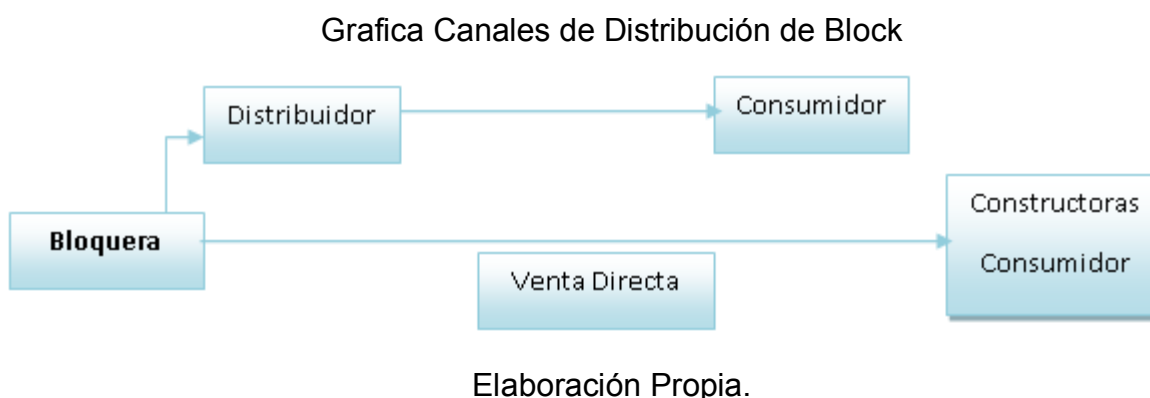 Grafica Canales de Distribución de Block
Distribuidor
Consumidor
Bloquera
Constructoras
Consumidor
Venta Directa
Elaboración Propia.